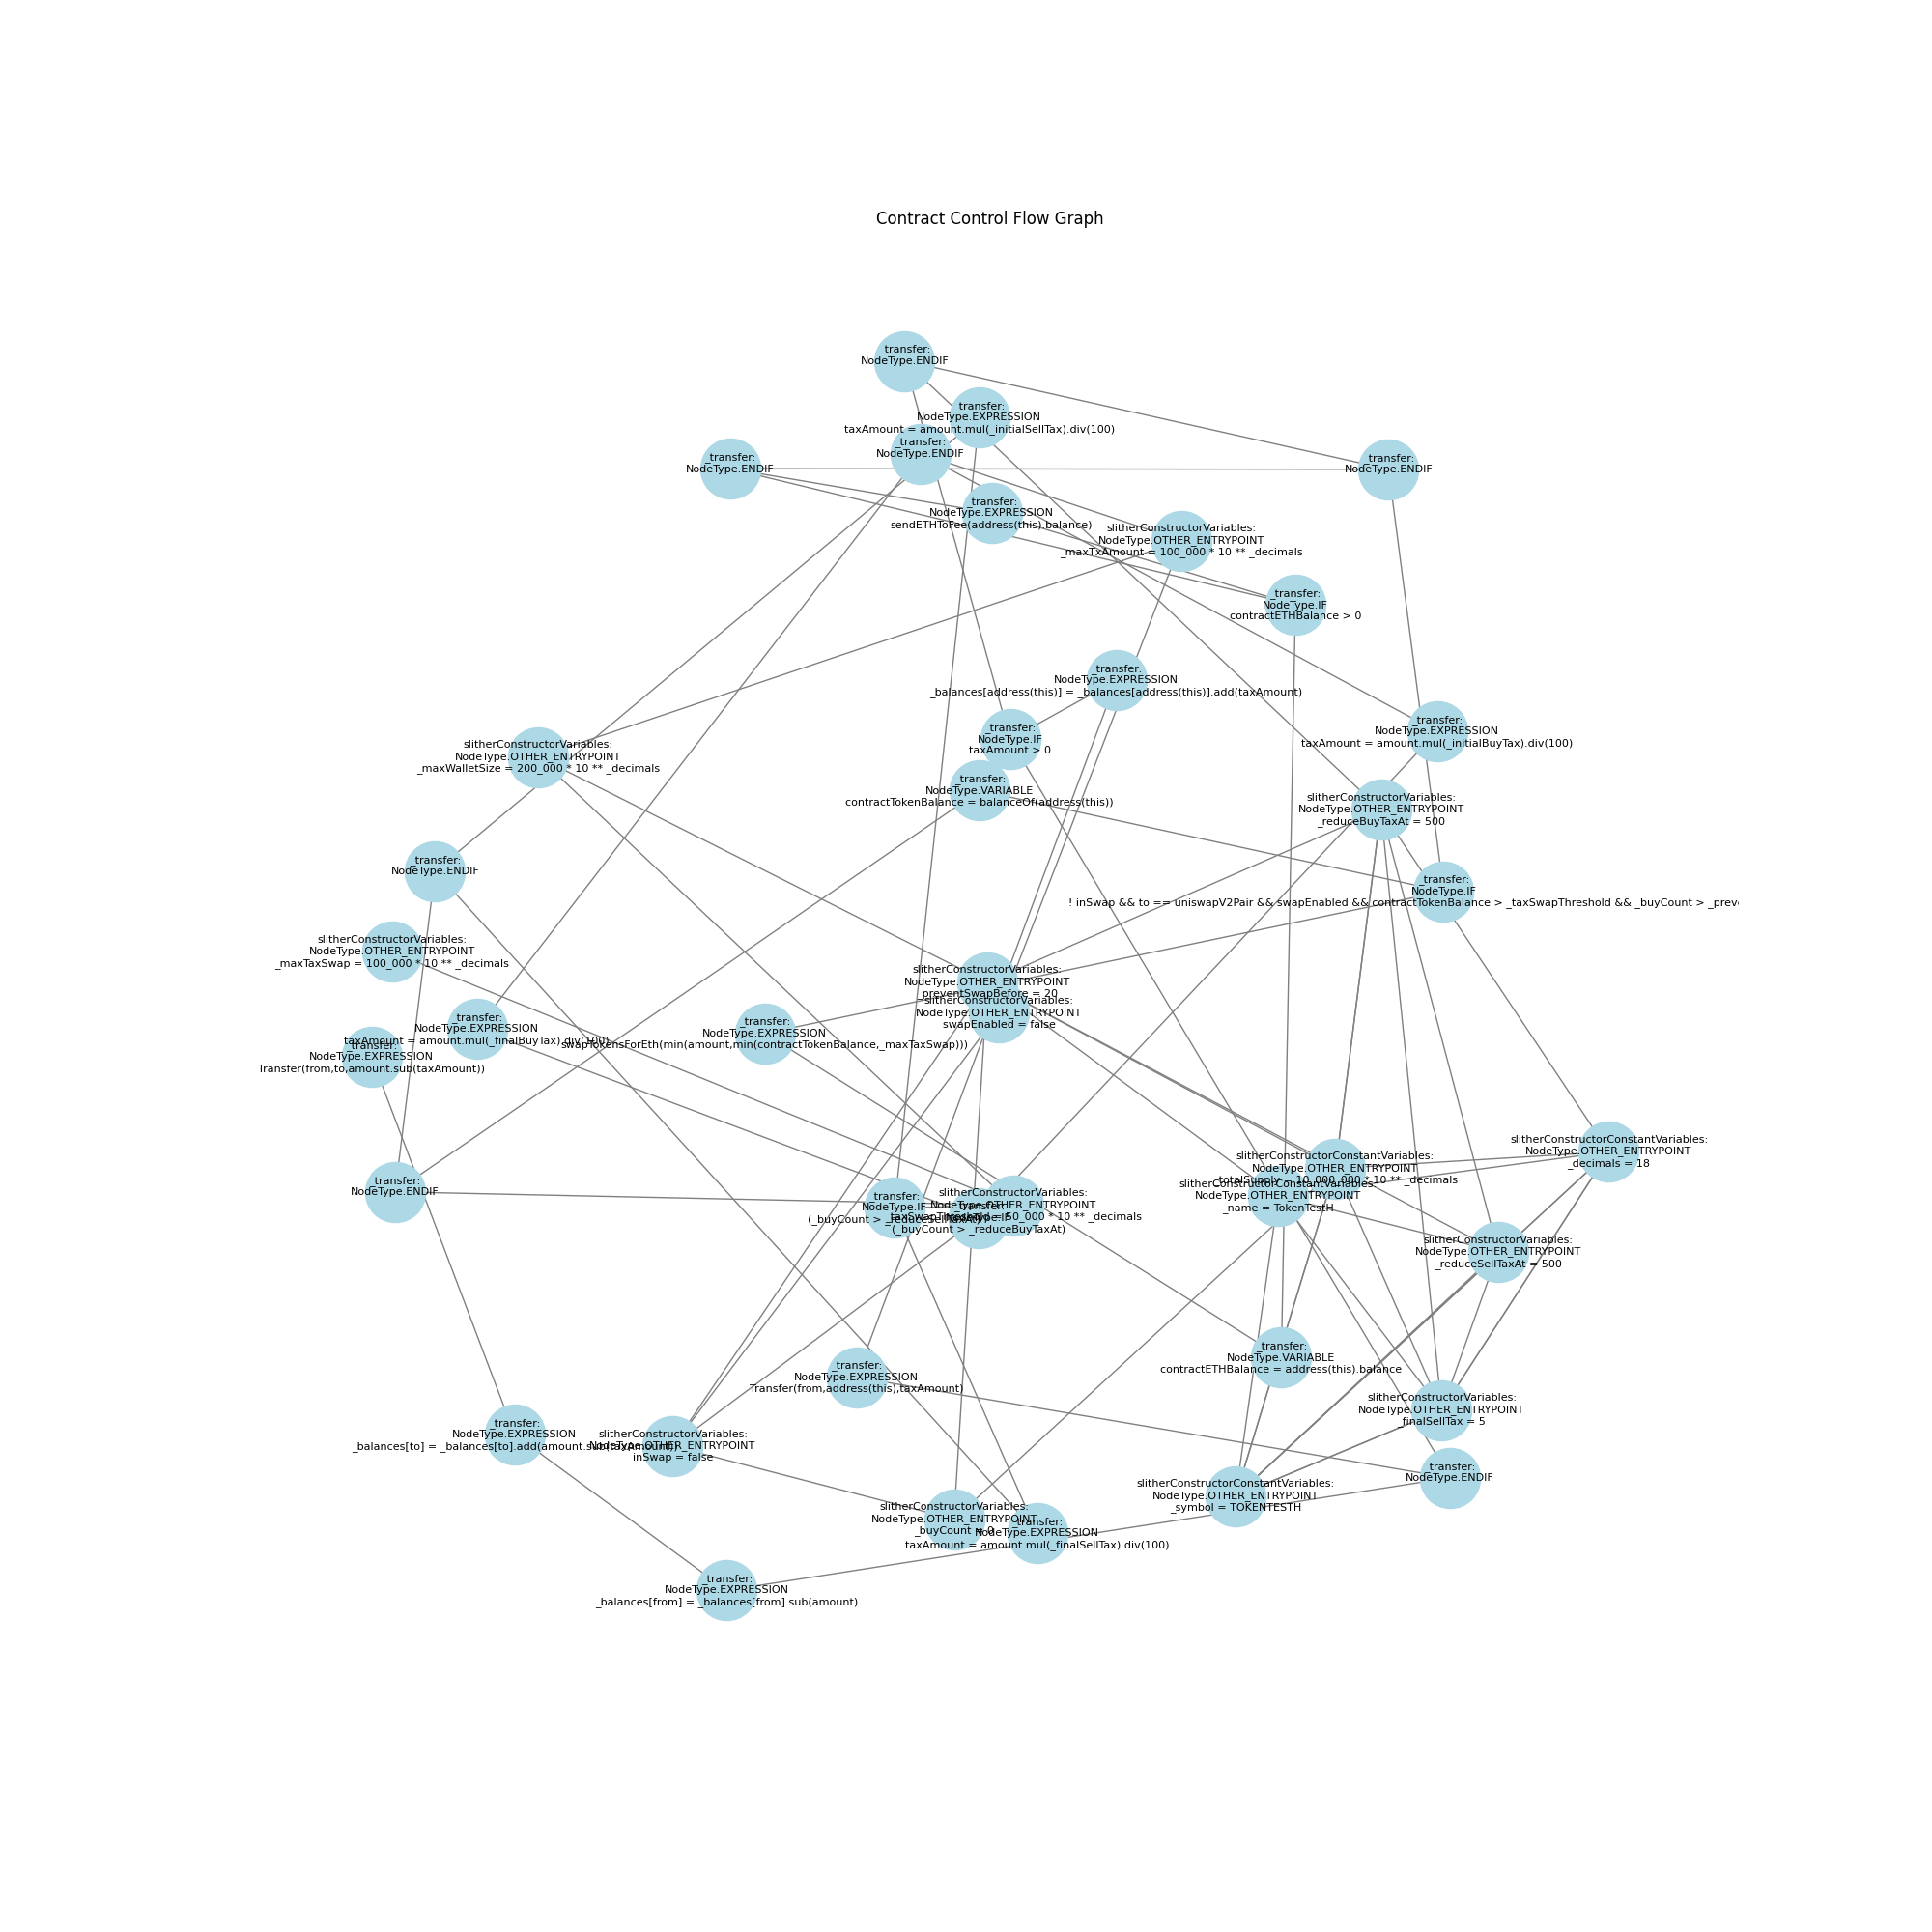 Contract Control Flow Graph
_transfer:
NodeType.ENDIF
_transfer:
NodeType.EXPRESSION
taxAmount = amount.mul(_initialSellTax).div(100)
_transfer:
NodeType.ENDIF
_transfer:
NodeType.ENDIF
_transfer:
NodeType.ENDIF
_transfer:
NodeType.EXPRESSION
sendETHToFee(address(this).balance)
slitherConstructorVariables:
NodeType.OTHER_ENTRYPOINT
_maxTxAmount = 100_000 * 10 ** _decimals
_transfer:
NodeType.IF
contractETHBalance > 0
_transfer:
NodeType.EXPRESSION
_balances[address(this)] = _balances[address(this)].add(taxAmount)
_transfer:
NodeType.IF
taxAmount > 0
_transfer:
NodeType.EXPRESSION
taxAmount = amount.mul(_initialBuyTax).div(100)
slitherConstructorVariables:
NodeType.OTHER_ENTRYPOINT
_maxWalletSize = 200_000 * 10 ** _decimals
_transfer:
NodeType.VARIABLE
contractTokenBalance = balanceOf(address(this))
slitherConstructorVariables:
NodeType.OTHER_ENTRYPOINT
_reduceBuyTaxAt = 500
_transfer:
NodeType.ENDIF
_transfer:
NodeType.IF
! inSwap && to == uniswapV2Pair && swapEnabled && contractTokenBalance > _taxSwapThreshold && _buyCount > _prev
slitherConstructorVariables:
NodeType.OTHER_ENTRYPOINT
_maxTaxSwap = 100_000 * 10 ** _decimals
slitherConstructorVariables:
NodeType.OTHER_ENTRYPOINT
_preventSwapBefore = 20
slitherConstructorVariables:
NodeType.OTHER_ENTRYPOINT
swapEnabled = false
_transfer:
NodeType.EXPRESSION
taxAmount = amount.mul(_finalBuyTax).div(100)
_transfer:
NodeType.EXPRESSION
swapTokensForEth(min(amount,min(contractTokenBalance,_maxTaxSwap)))
_transfer:
NodeType.EXPRESSION
Transfer(from,to,amount.sub(taxAmount))
slitherConstructorConstantVariables:
NodeType.OTHER_ENTRYPOINT
_decimals = 18
slitherConstructorConstantVariables:
NodeType.OTHER_ENTRYPOINT
_totalSupply = 10_000_000 * 10 ** _decimals
slitherConstructorConstantVariables:
NodeType.OTHER_ENTRYPOINT
_name = TokenTestH
_transfer:
NodeType.ENDIF
_transfer:
NodeType.IF
(_buyCount > _reduceSellTaxAt)
slitherConstructorVariables:
NodeType.OTHER_ENTRYPOINT
_taxSwapThreshold = 50_000 * 10 ** _decimals
_transfer:
NodeType.IF
(_buyCount > _reduceBuyTaxAt)
slitherConstructorVariables:
NodeType.OTHER_ENTRYPOINT
_reduceSellTaxAt = 500
_transfer:
NodeType.VARIABLE
contractETHBalance = address(this).balance
_transfer:
NodeType.EXPRESSION
Transfer(from,address(this),taxAmount)
slitherConstructorVariables:
NodeType.OTHER_ENTRYPOINT
_finalSellTax = 5
_transfer:
NodeType.EXPRESSION
_balances[to] = _balances[to].add(amount.sub(taxAmount))
slitherConstructorVariables:
NodeType.OTHER_ENTRYPOINT
inSwap = false
_transfer:
NodeType.ENDIF
slitherConstructorConstantVariables:
NodeType.OTHER_ENTRYPOINT
_symbol = TOKENTESTH
slitherConstructorVariables:
NodeType.OTHER_ENTRYPOINT
_buyCount = 0
_transfer:
NodeType.EXPRESSION
taxAmount = amount.mul(_finalSellTax).div(100)
_transfer:
NodeType.EXPRESSION
_balances[from] = _balances[from].sub(amount)